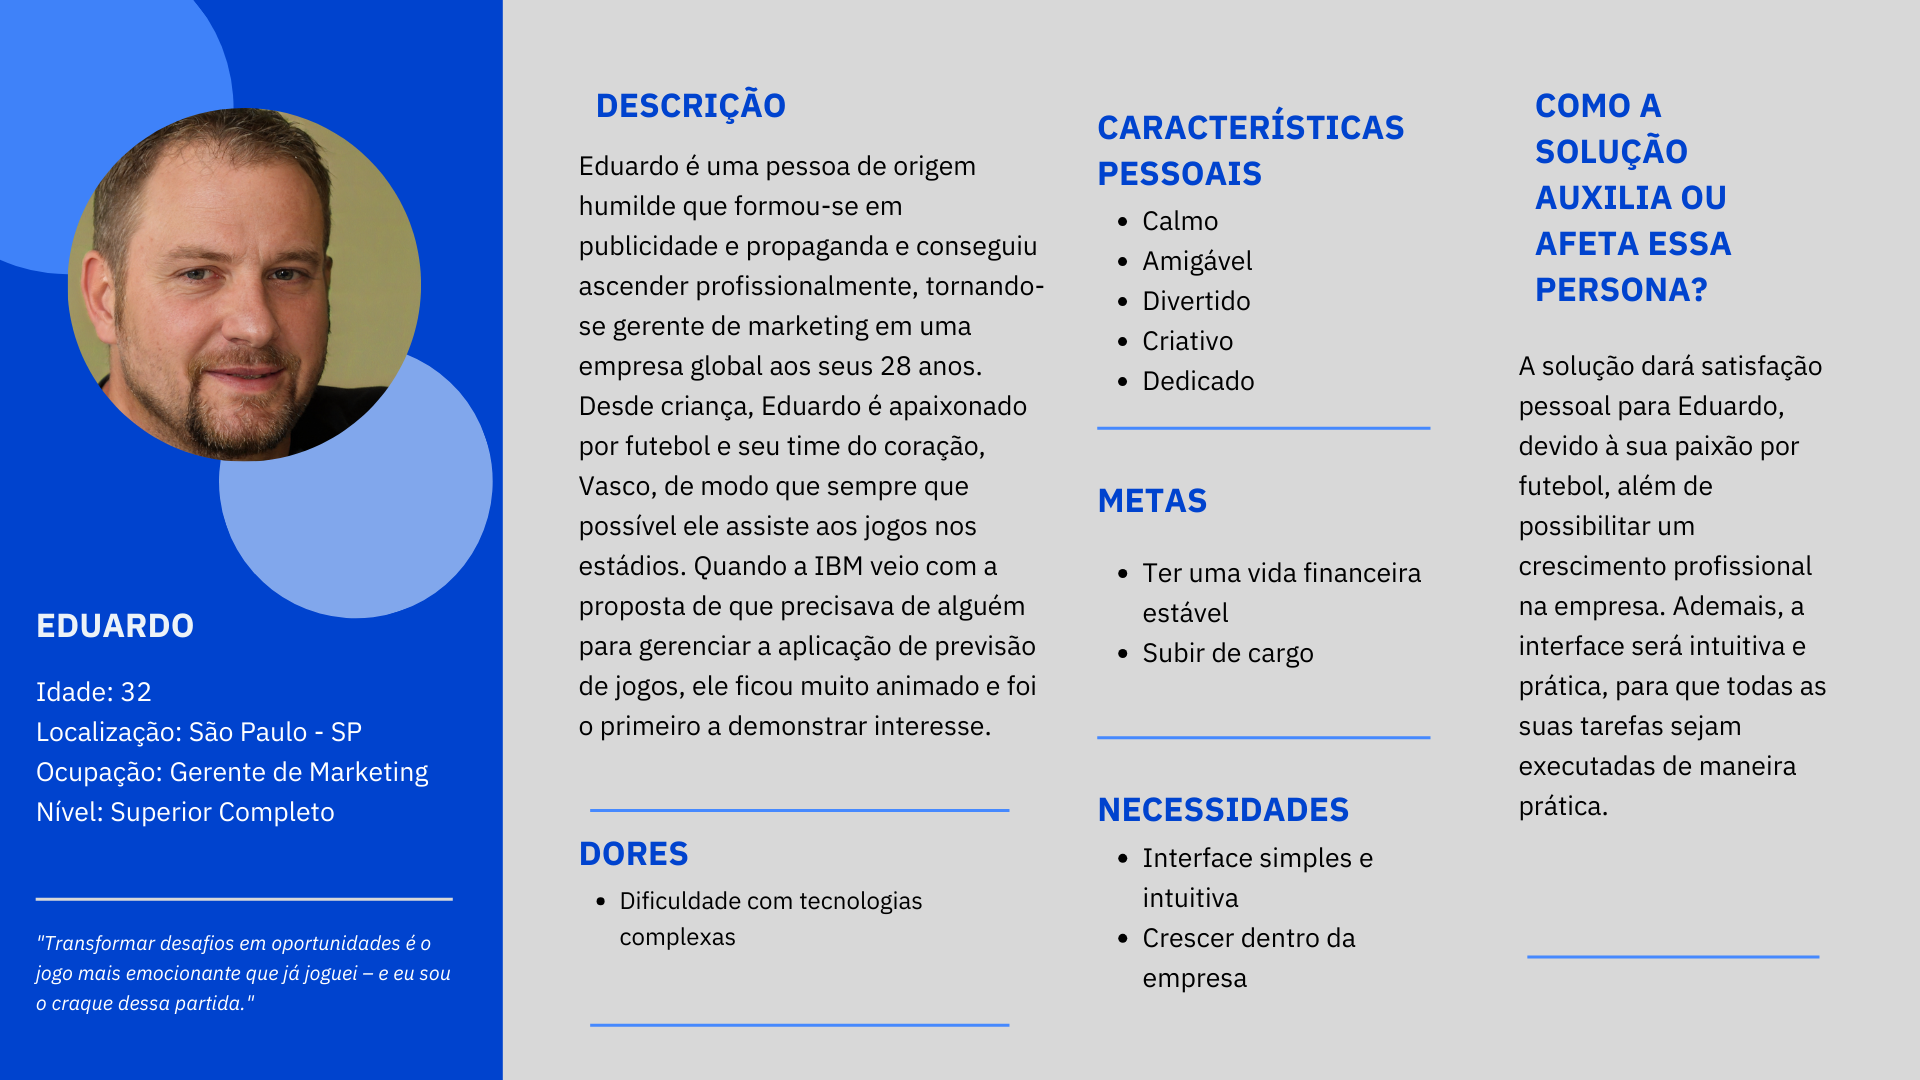 EDUARDO
Idade: 32
Localização: São Paulo - SP
Ocupação: Gerente de Marketing
Nível: Superior Completo
"Transformar desafios em oportunidades é o
jogo mais emocionante que já joguei – e eu sou
o craque dessa partida."
DESCRIÇÃO
Eduardo é uma pessoa de origem
humilde que formou-se em
publicidade e propaganda e conseguiu
ascender profissionalmente, tornando-
se gerente de marketing em uma
empresa global aos seus 28 anos.
Desde criança, Eduardo é apaixonado
por futebol e seu time do coração,
Vasco, de modo que sempre que
possível ele assiste aos jogos nos
estádios. Quando a IBM veio com a
proposta de que precisava de alguém
para gerenciar a aplicação de previsão
de jogos, ele ficou muito animado e foi
o primeiro a demonstrar interesse.
DORES
• Dificuldade com tecnologias
complexas
CARACTERÍSTICAS
PESSOAIS
• Calmo
• Amigável
• Divertido
• Criativo
• Dedicado
METAS
• Ter uma vida financeira
estável
• Subir de cargo
NECESSIDADES
• Interface simples e
intuitiva
• Crescer dentro da
empresa
COMO A
SOLUÇÃO
AUXILIA OU
AFETA ESSA
PERSONA?
A solução dará satisfação
pessoal para Eduardo,
devido à sua paixão por
futebol, além de
possibilitar um
crescimento profissional
na empresa. Ademais, a
interface será intuitiva e
prática, para que todas as
suas tarefas sejam
executadas de maneira
prática.